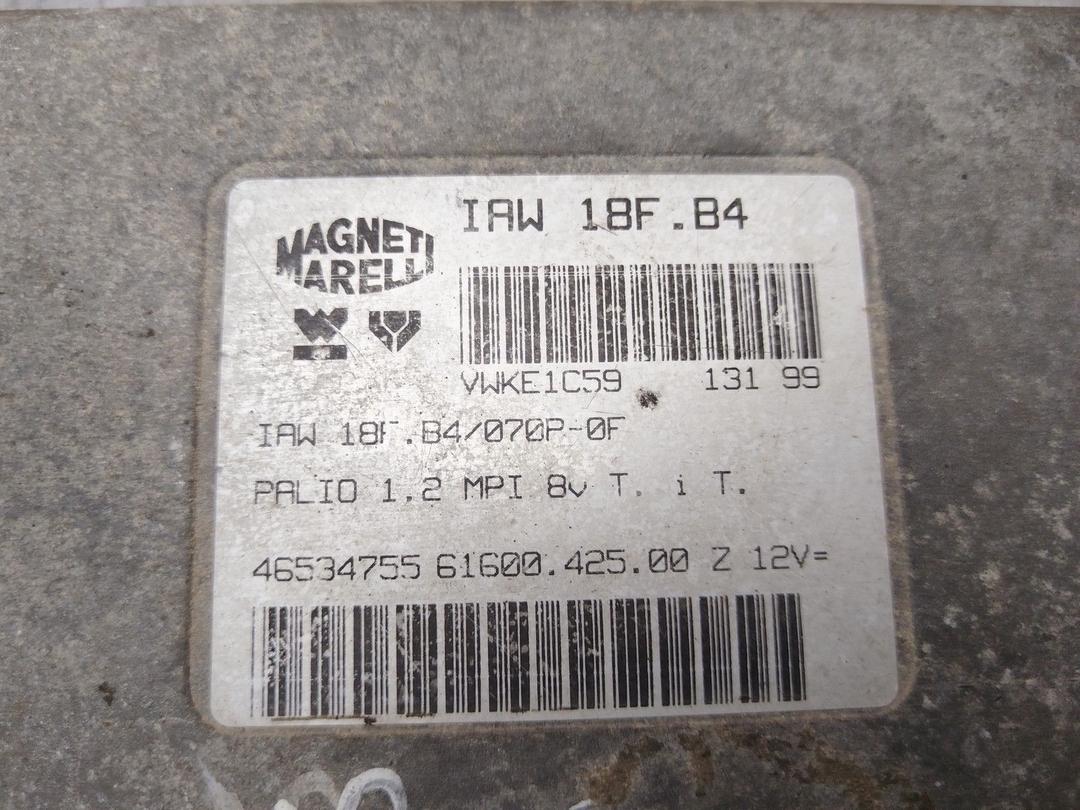 IAW 18F.B4
MAGNETI
MARELLI
VWKE1C59 131 99
IAW 18F.B4/070P-0F
PALIO 1.2 MPI 8v T. i T.
46534755 61600.425.00 Z 12V=